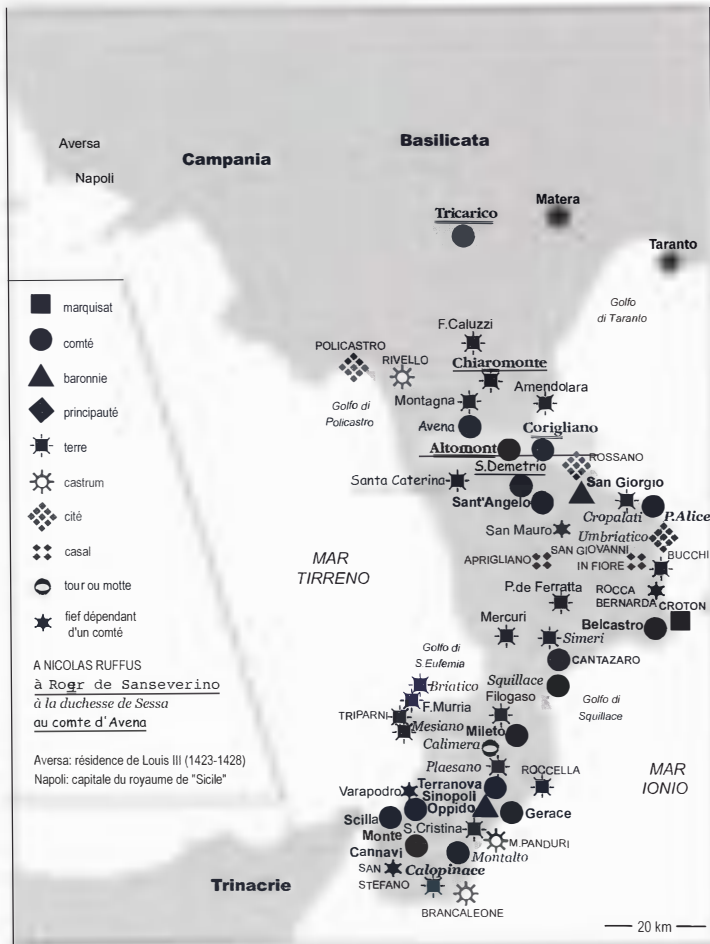 Aversa
Napoli
Campania
Basilicata
Tricarico
Matera
Taranto
Golfo
di Taranto
marquisat
comté
baronnie
principauté
terre
castrum
cité
casal
tour ou motte
fief dépendant
d'un comté
A NICOLAS RUFFUS
à Roger de Sanseverino
à la duchesse de Sessa
au comte d'Avena
Aversa: résidence de Louis III (1423-1428)
Napoli: capitale du royaume de "Sicile"
F.Caluzzi
POLICASTRO
RIVELLO
Chiaromonte
Golfo di
Policastro
Montagna
Amendolara
Avena
Corigliano
Altomont
ROSSANO
S.Demetrio
Santa Caterina
San Giorgio
Sant'Angelo
Cropalati
P.Alice
San Mauro
Umbriatico
MAR
TIRRENO
APRIGLIANO
SAN GIOVANNI
IN FIORE
BUCCHI
P.de Ferratta
ROCCA
BERNARDA
CROTON
Mercuri
Simeri
Belcastro
CANTAZARO
Golfo di
S.Eufemia
Squillace
Briatico
Filogaso
Golfo di
Squillace
F.Murria
TRIPARNI
Mesiano
Mileto
Calimera
Plaesano
ROCCELLA
MAR
IONIO
Varapodro
Terranova
Sinopoli
Oppido
Gerace
Scilla
S.Cristina
M.PANDURI
Monte
Cannavi
Montalto
SAN
STEFANO
Calopinace
Trinacrie
BRANCALEONE
20 km